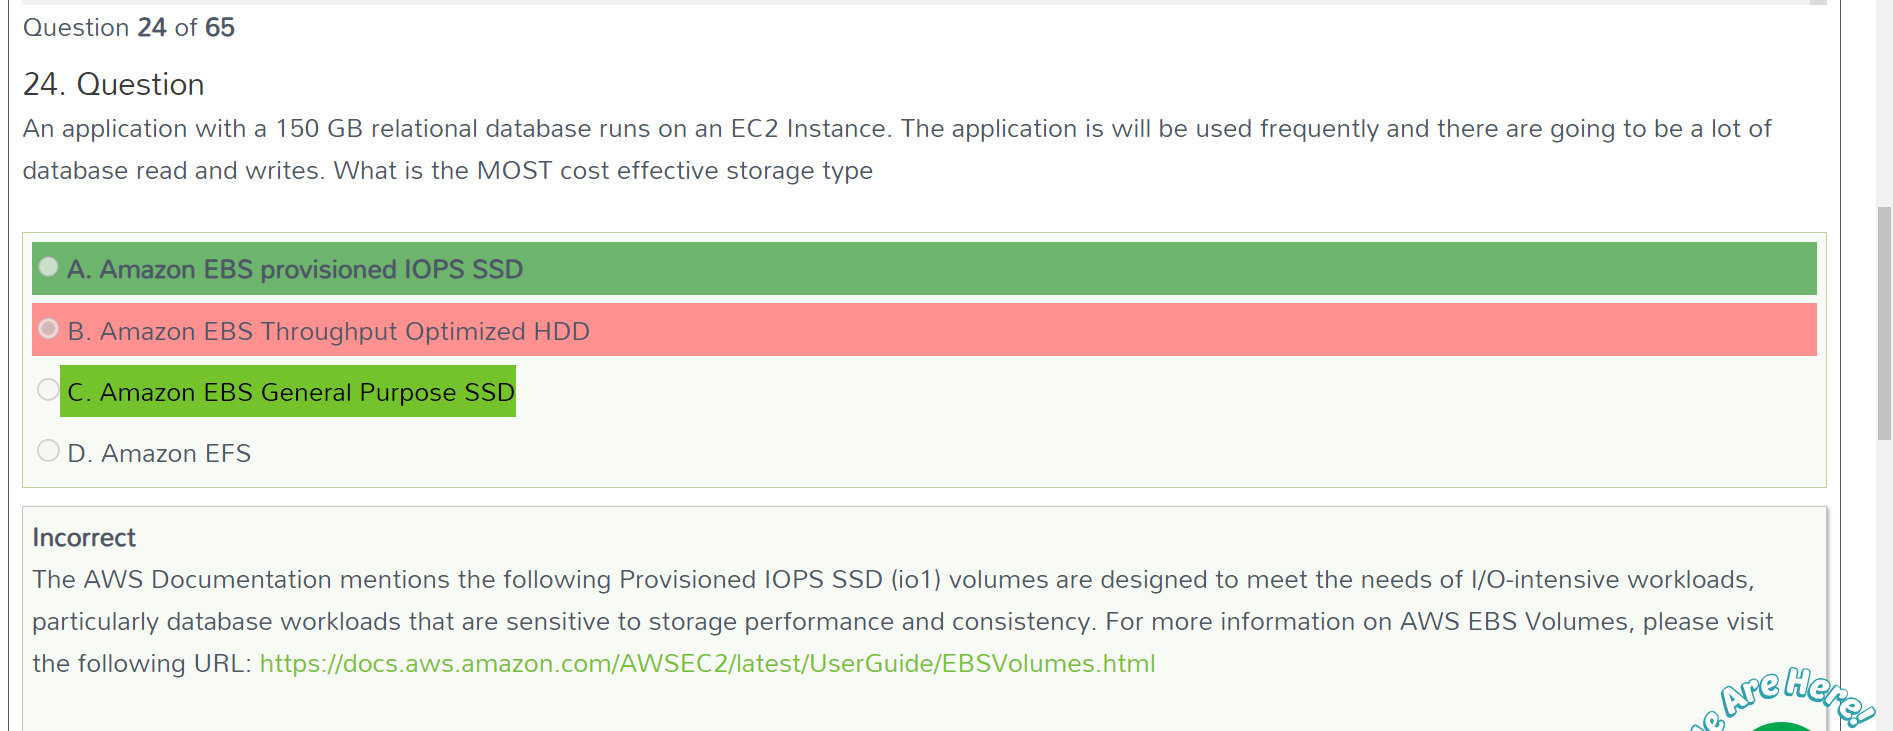 Question 24 of 65
24. Question
An application with a 150 GB relational database runs on an EC2 Instance. The application is will be used frequently and there are going to be a lot of
database read and writes. What is the MOST cost effective storage type
A. Amazon EBS provisioned IOPS SSD
B. Amazon EBS Throughput Optimized HDD
C. Amazon EBS General Purpose SSD
D. Amazon EFS
Incorrect
The AWS Documentation mentions the following Provisioned IOPS SSD (io1) volumes are designed to meet the needs of I/O-intensive workloads,
particularly database workloads that are sensitive to storage performance and consistency. For more information on AWS EBS Volumes, please visit
the following URL: https://docs.aws.amazon.com/AWSEC2/latest/UserGuide/EBSVolumes.html
Are Here!